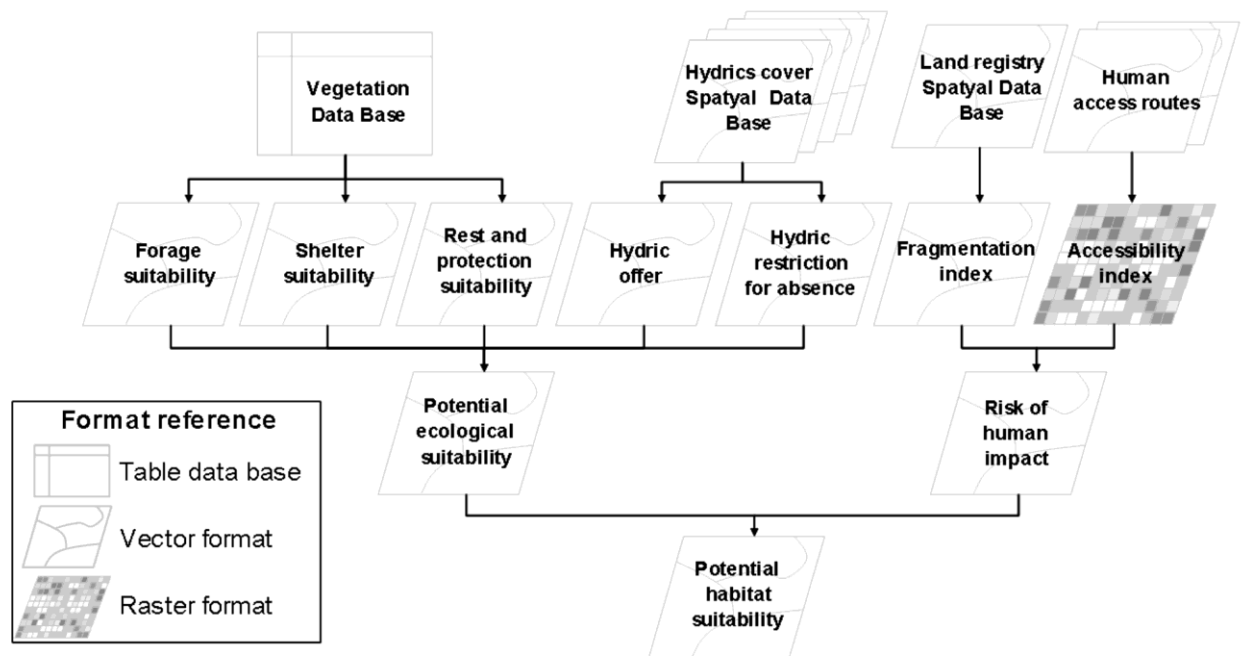 Vegetation
Data Base
Hydrics cover
Spatyal Data
Base
Land registry
Spatyal Data
Base
Human
access routes
Forage
suitability
Shelter
suitability
Rest and
protection
suitability
Hydric
offer
Hydric
restriction
for absence
Fragmentation
index
Accessibility
index
Potential
ecological
suitability
Risk of
human
impact
Format reference
Table data base
Vector format
Raster format
Potential
habitat
suitability